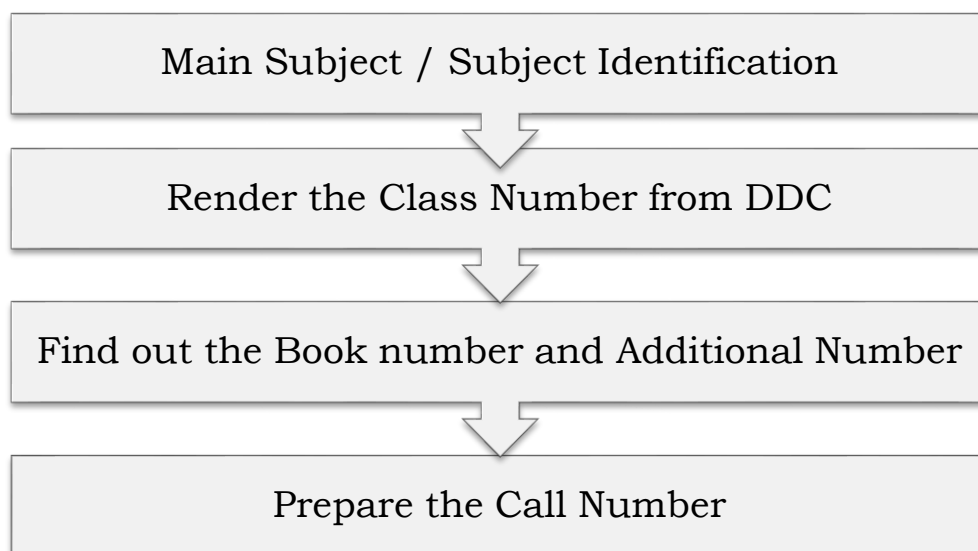 Main Subject / Subject Identification
Render the Class Number from DDC
Find out the Book number and Additional Number
Prepare the Call Number